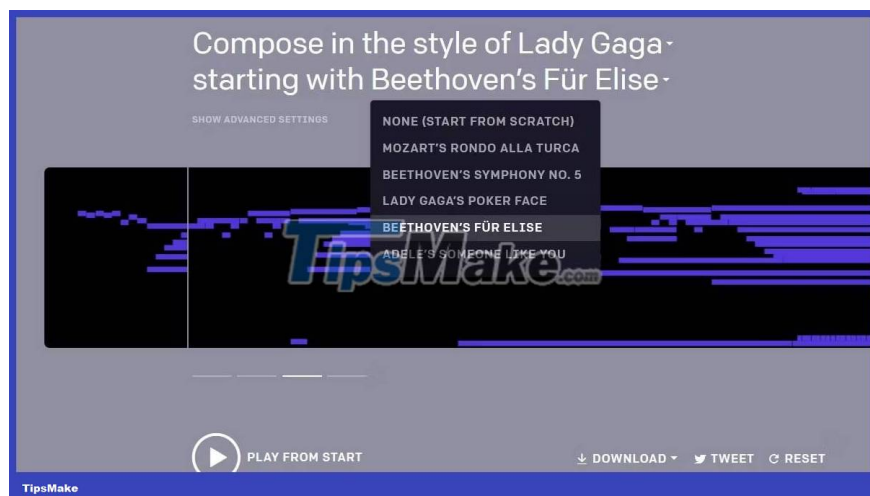 Compose in the style of Lady Gaga
starting with Beethoven's Für Elise
SHOW ADVANCED SETTINGS
NONE (START FROM SCRATCH)
MOZART'S RONDO ALLA TURCA
BEETHOVEN'S SYMPHONY NO. 5
LADY GAGA'S POKER FACE
BEETHOVEN'S FÜR ELISE
ADELE'S SOMEONE LIKE YOU
TipsMake.com
PLAY FROM START
DOWNLOAD
TWEET
RESET
TipsMake